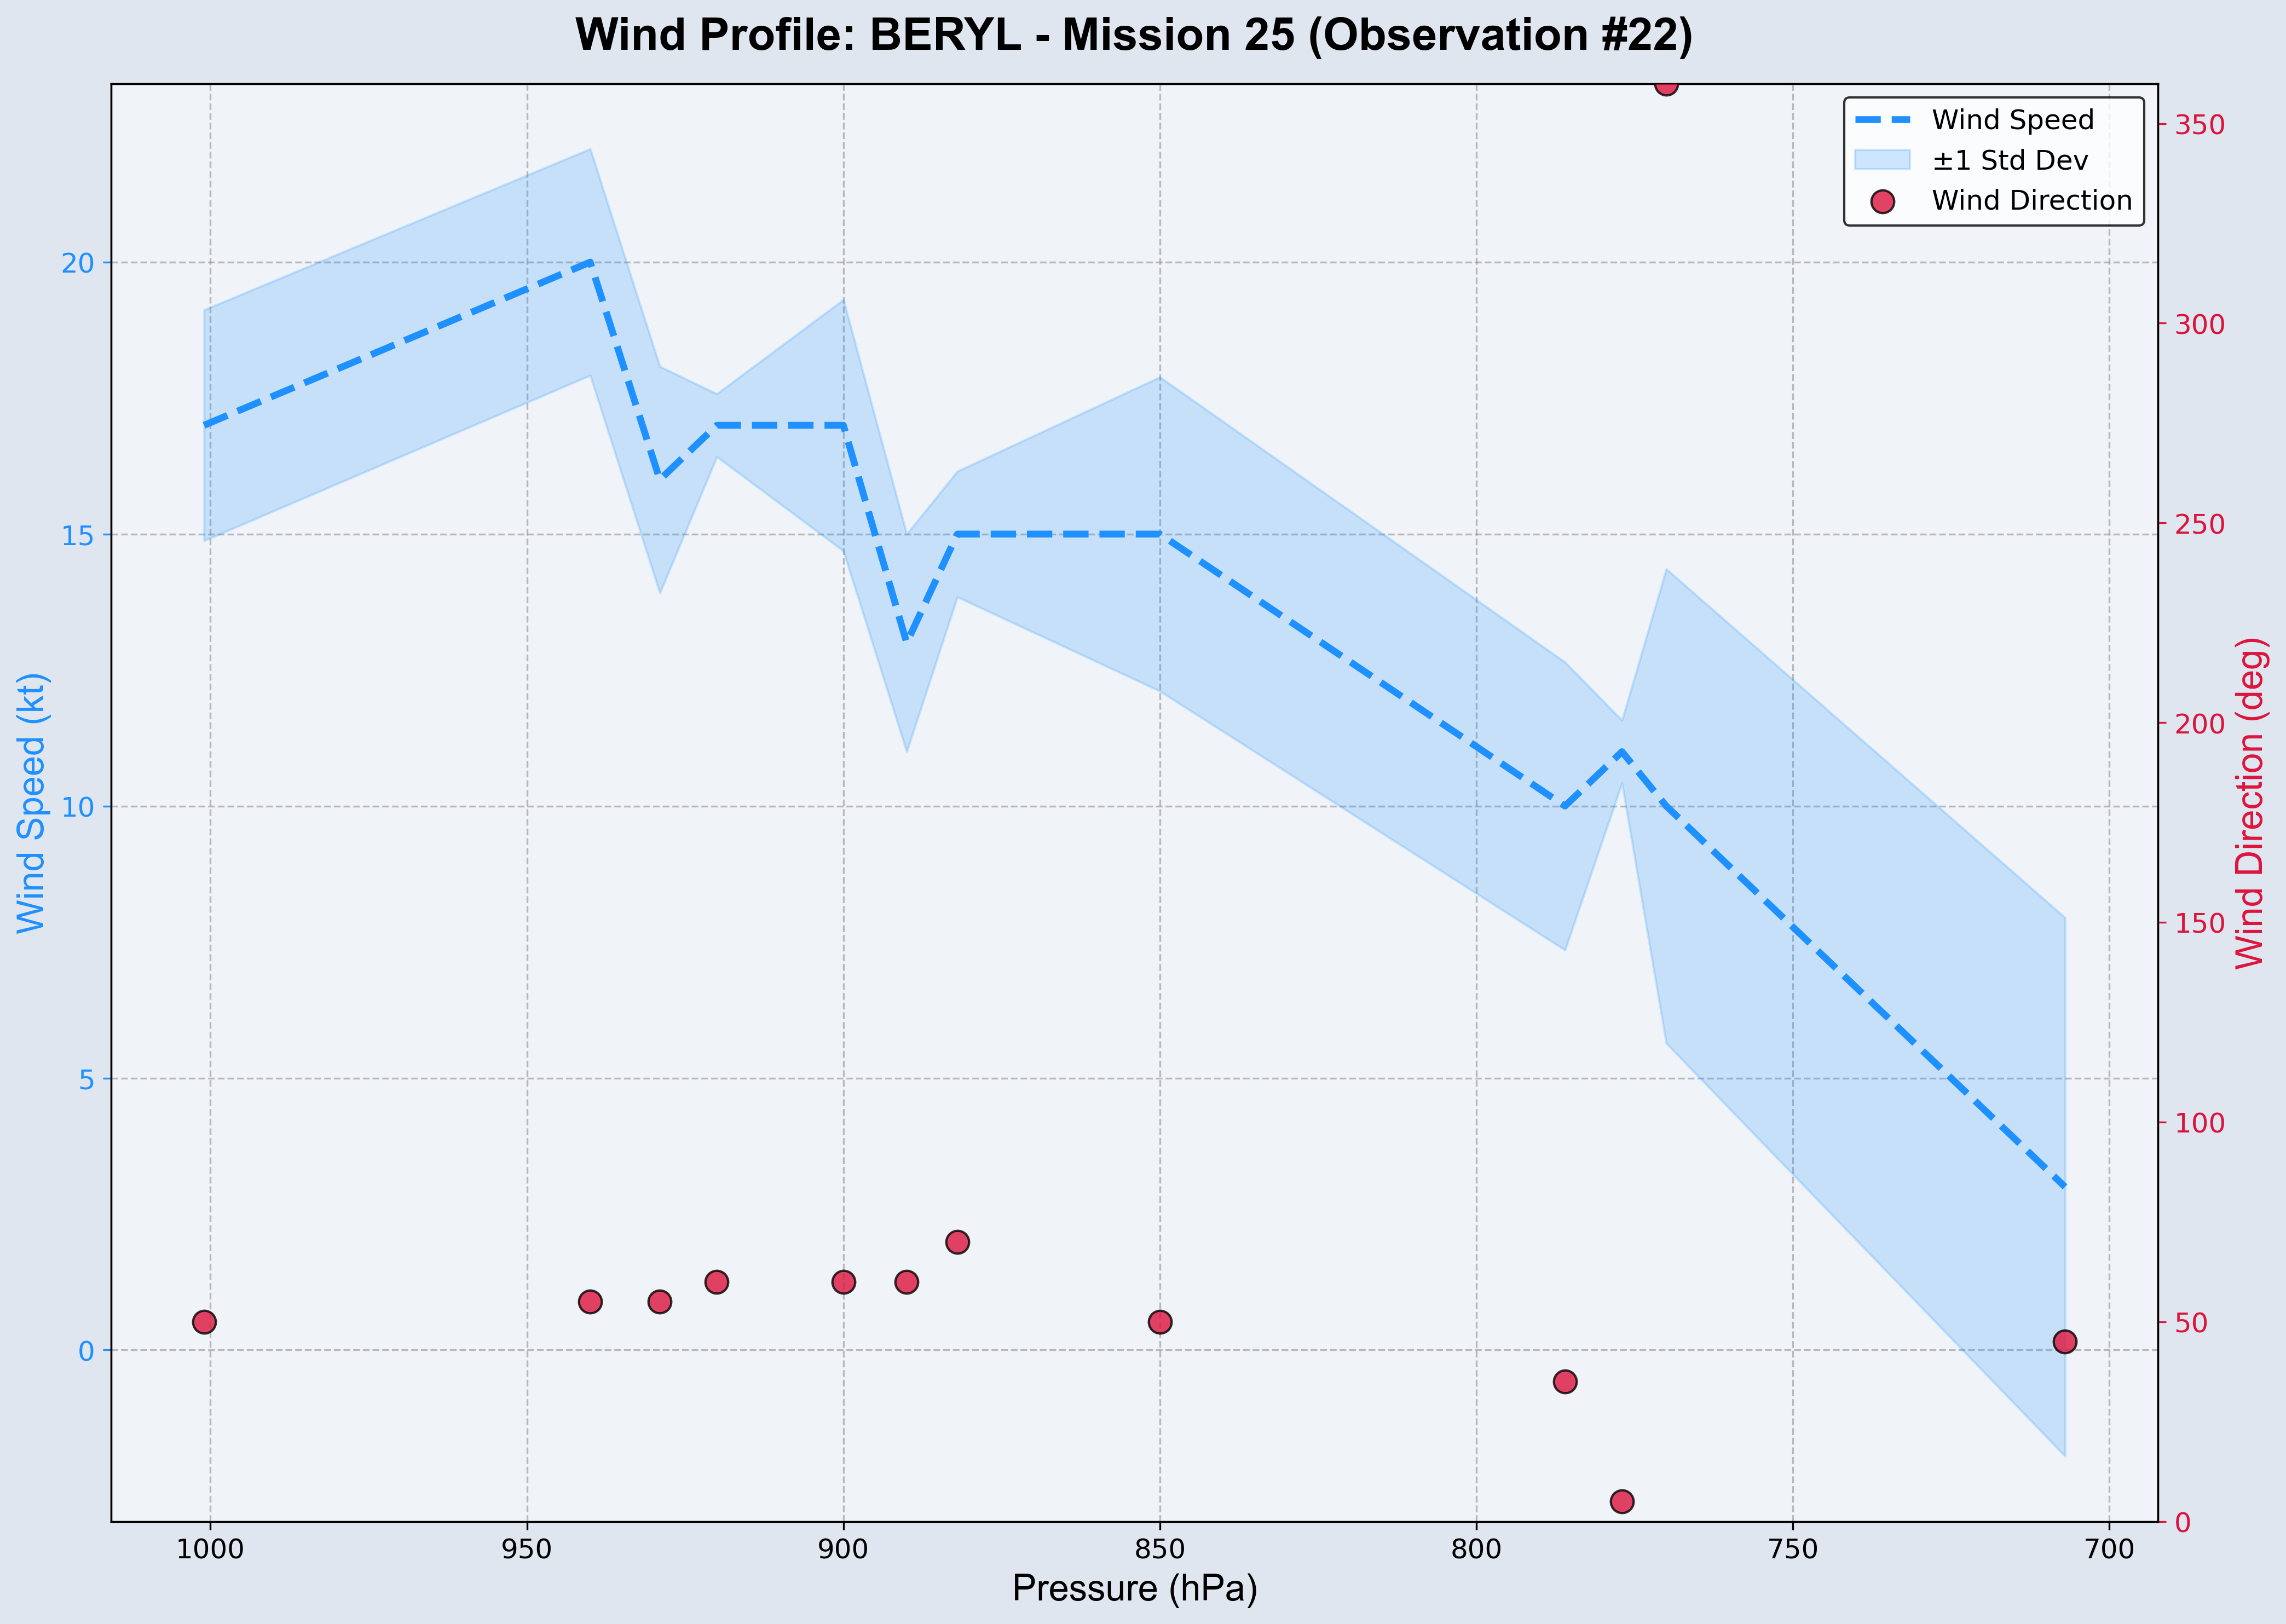 Wind Profile: BERYL - Mission 25 (Observation #22)
Wind Speed
±1 Std Dev
Wind Direction
Wind Speed (kt)
20
15
10
5
0
350
300
250
200
150
100
50
0
Wind Direction (deg)
1000 950 900 850 800 750 700
Pressure (hPa)